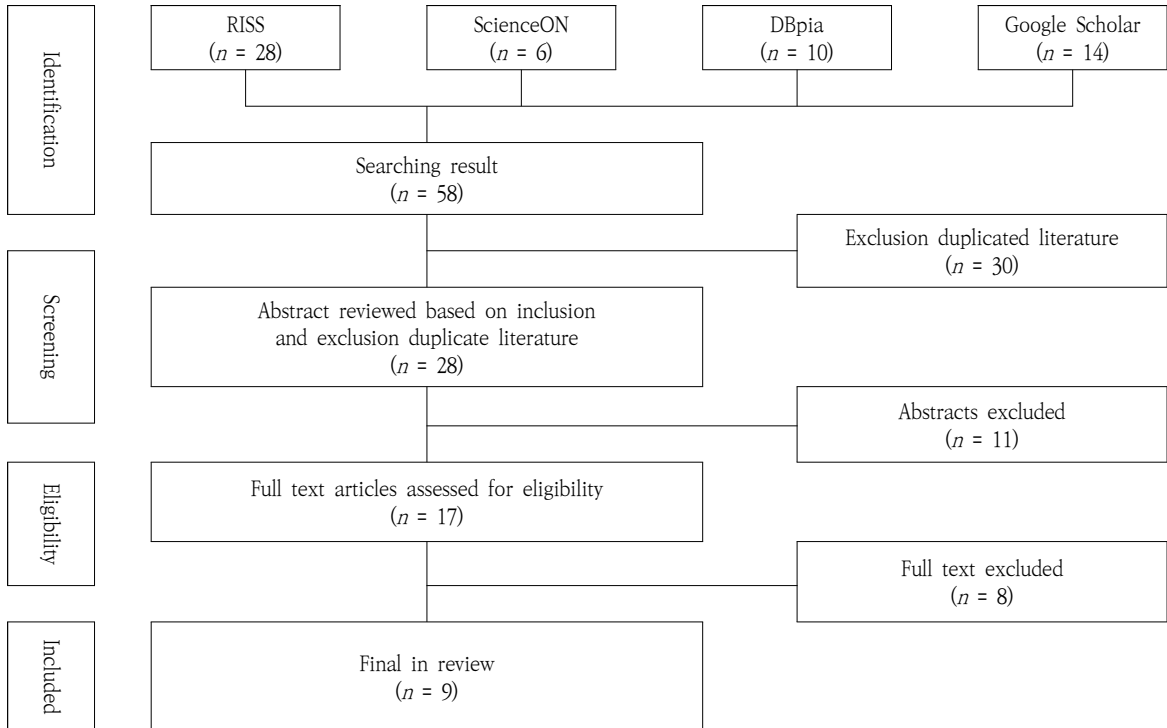 Identification
RISS
(n = 28)
ScienceON
(n = 6)
DBpia
(n = 10)
Google Scholar
(n = 14)
Searching result
(n = 58)
Exclusion duplicated literature
(n = 30)
Screening
Abstract reviewed based on inclusion
and exclusion duplicate literature
(n = 28)
Abstracts excluded
(n = 11)
Eligibility
Full text articles assessed for eligibility
(n = 17)
Full text excluded
(n = 8)
Included
Final in review
(n = 9)